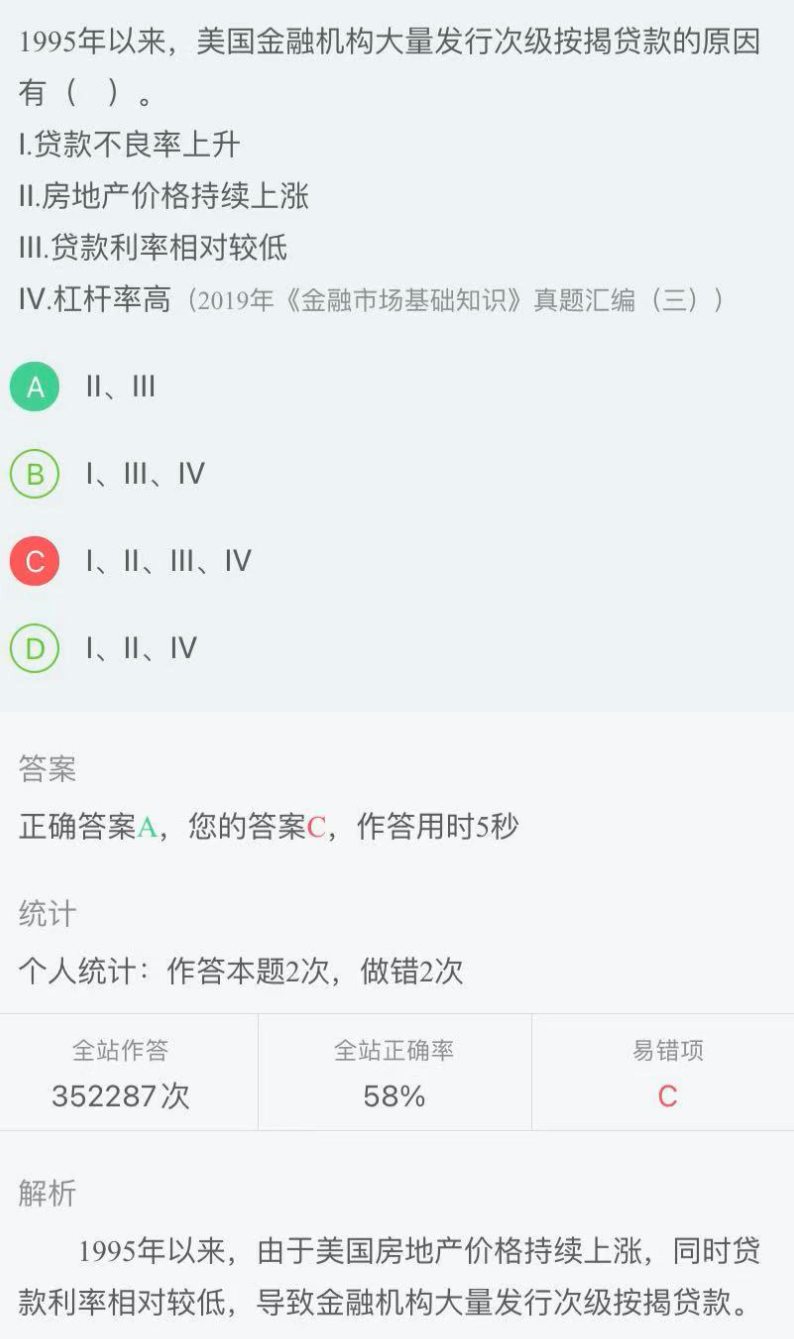 1995年以来，美国金融机构大量发行次级按揭贷款的原因
有（　）。
I.贷款不良率上升
II.房地产价格持续上涨
III.贷款利率相对较低
IV.杠杆率高（2019年《金融市场基础知识》真题汇编（三））
A II、III
B I、III、IV
C I、II、III、IV
D I、II、IV
答案
正确答案A，您的答案C，作答用时5秒
统计
个人统计：作答本题2次，做错2次
全站作答 全站正确率 易错项
352287次 58% C
解析
1995年以来，由于美国房地产价格持续上涨，同时贷
款利率相对较低，导致金融机构大量发行次级按揭贷款。